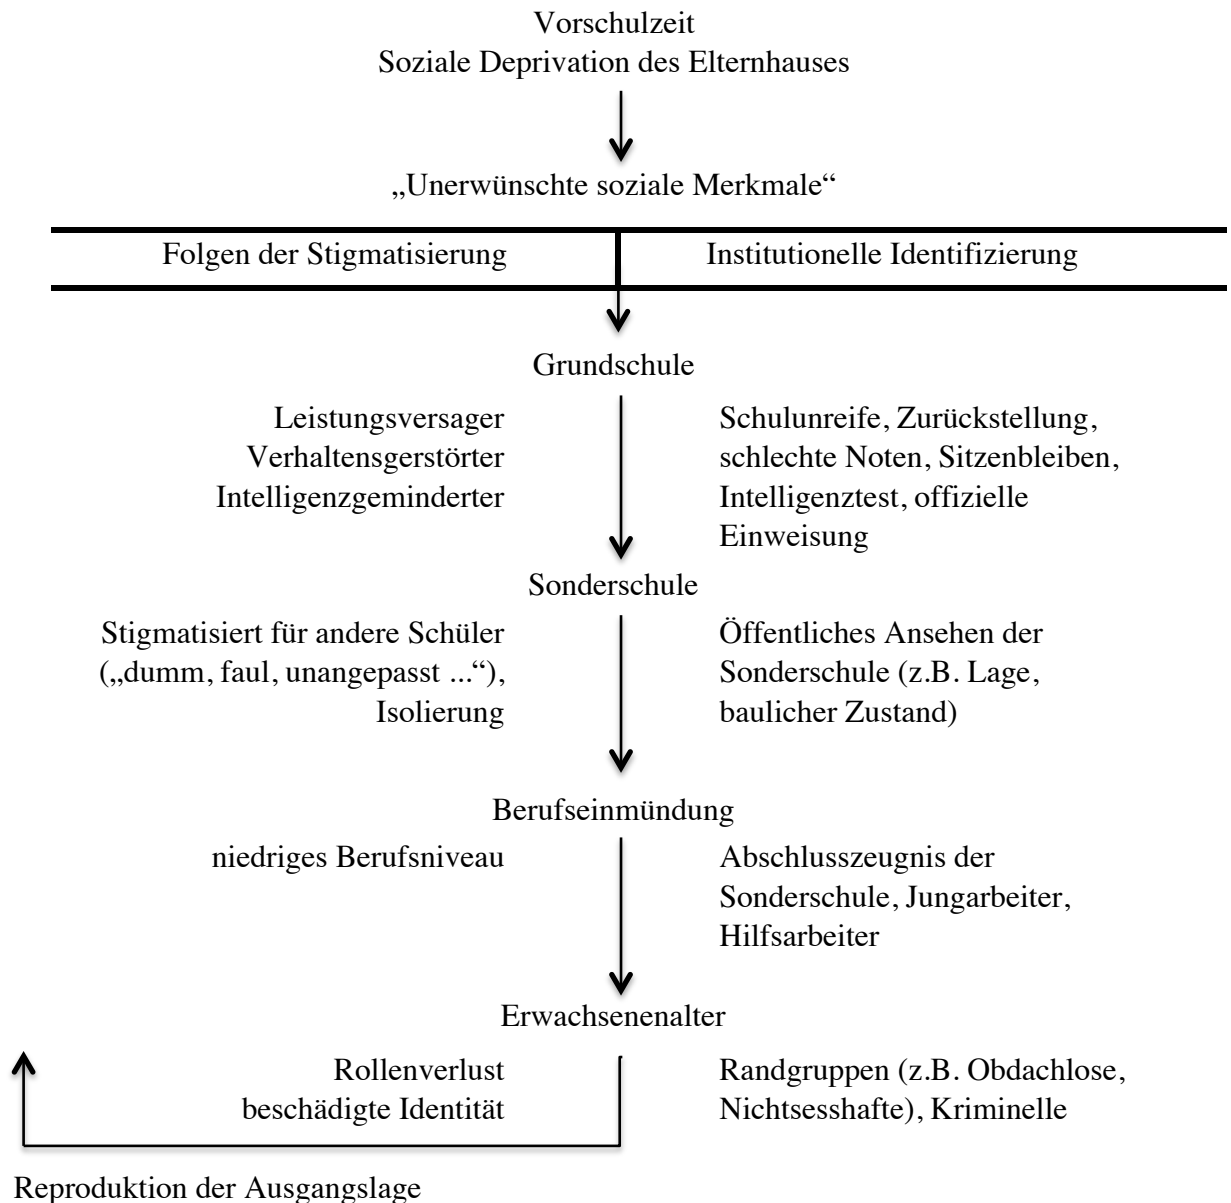 Vorschulzeit
Soziale Deprivation des Elternhauses
„Unerwünschte soziale Merkmale“
Folgen der Stigmatisierung
Institutionelle Identifizierung
Grundschule
Leistungsversager
Verhaltensgerstörter
Intelligenzgeminderter
Schulunreife, Zurückstellung,
schlechte Noten, Sitzenbleiben,
Intelligenztest, offizielle
Einweisung
Sonderschule
Stigmatisiert für andere Schüler
(„dumm, faul, unangepasst ...“),
Isolierung
Öffentliches Ansehen der
Sonderschule (z.B. Lage,
baulicher Zustand)
Berufseinmündung
niedriges Berufsniveau
Abschlusszeugnis der
Sonderschule, Jungarbeiter,
Hilfsarbeiter
Erwachsenenalter
Rollenverlust
beschädigte Identität
Randgruppen (z.B. Obdachlose,
Nichtsesshafte), Kriminelle
Reproduktion der Ausgangslage